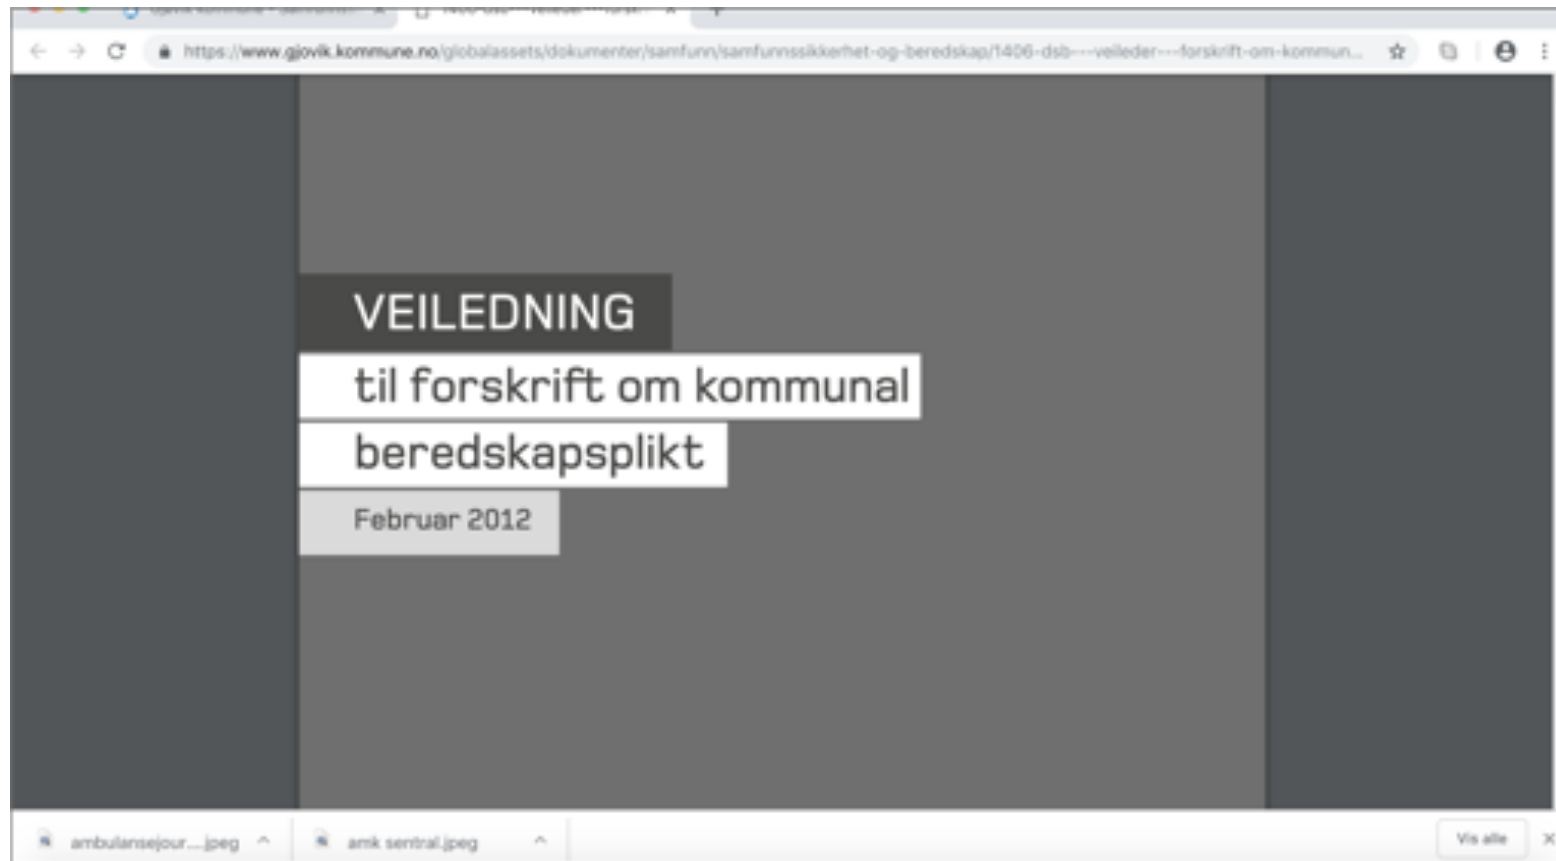 https://www.gjovik.kommune.no/globalassets/dokumenter/samfunn/samfunnssikkerhet-og-beredskap/1406-dsb---veileder---forskrift-om-kommun...
VEILEDNING
til forskrift om kommunal
beredskapsplikt
Februar 2012
ambulansejour....jpeg
amk sentral.jpeg
Vis alle